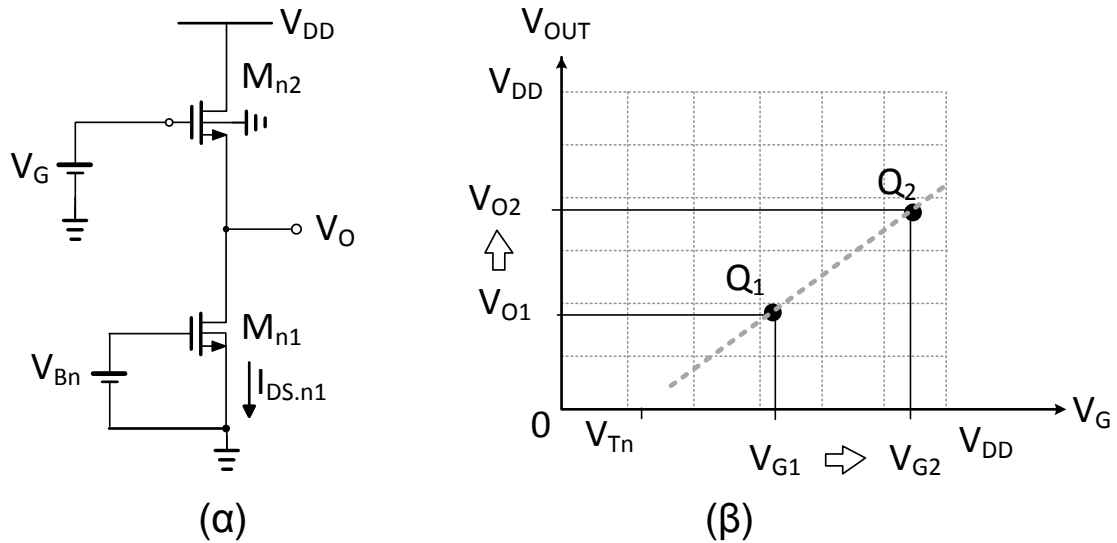 V_DD
M_n2
V_G
V_O
M_n1
V_Bn
I_DS.n1
(α)
V_OUT
V_DD
V_O2
V_O1
Q_2
Q_1
0
V_Tn
V_G1
V_G2
V_DD
V_G
(β)